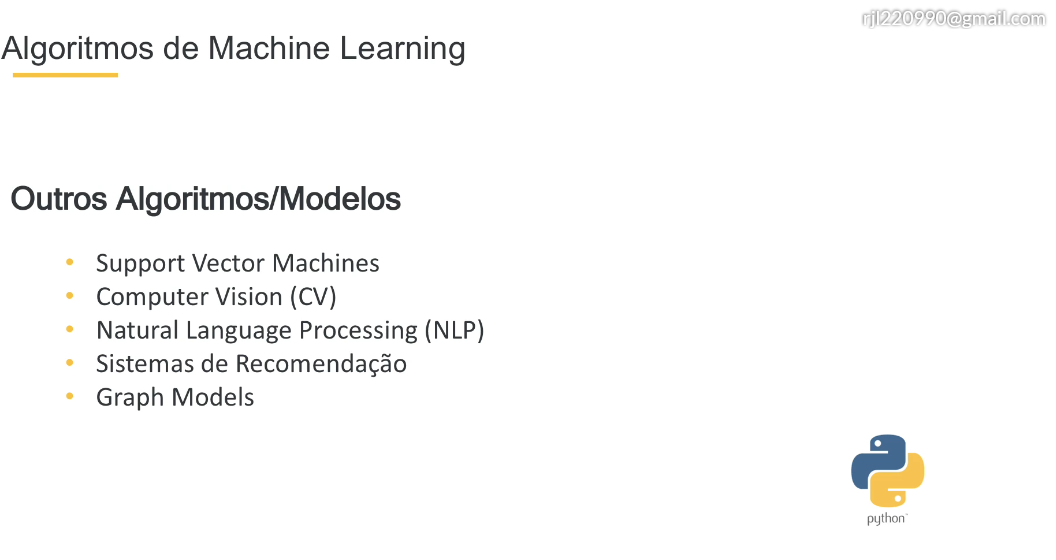 rjl220990@gmail.com
Algoritmos de Machine Learning
Outros Algoritmos/Modelos
• Support Vector Machines
• Computer Vision (CV)
• Natural Language Processing (NLP)
• Sistemas de Recomendação
• Graph Models
python